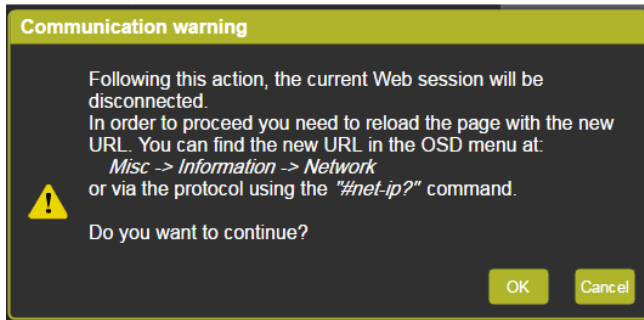 Communication warning
Following this action, the current Web session will be
disconnected.
In order to proceed you need to reload the page with the new
URL. You can find the new URL in the OSD menu at:
Misc -> Information -> Network
or via the protocol using the "#net-ip?" command.
Do you want to continue?
OK
Cancel